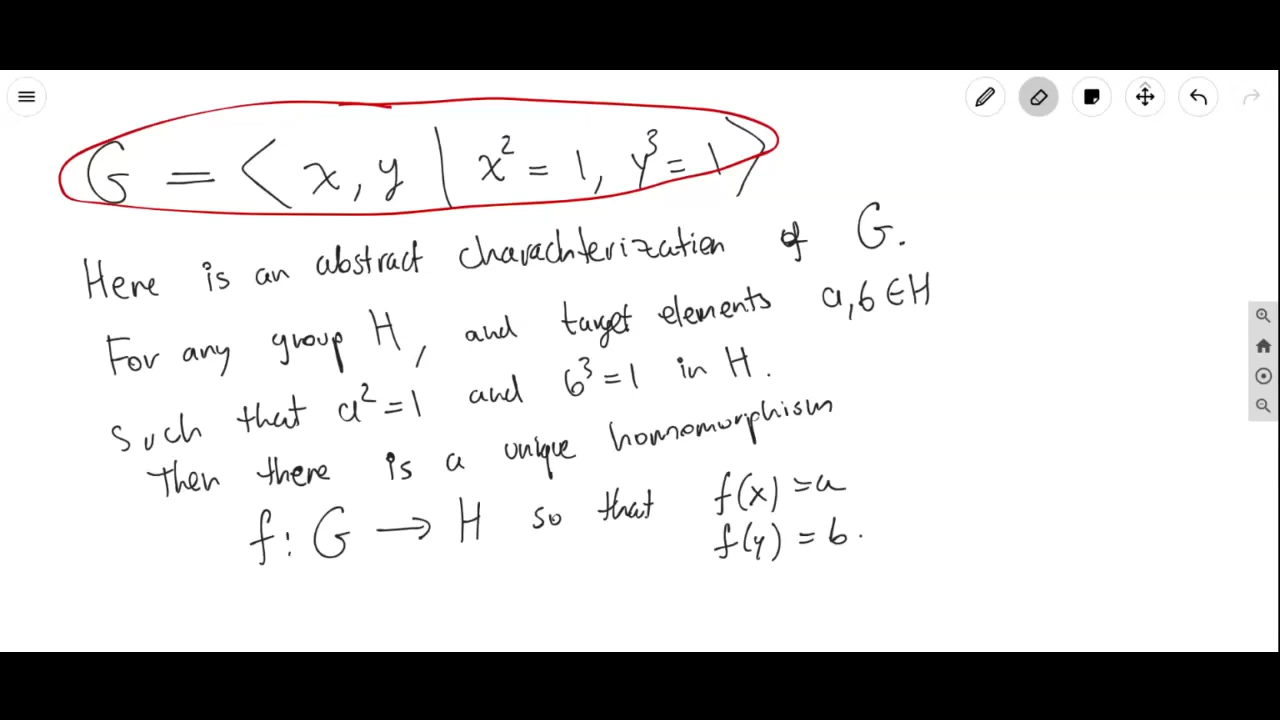 G = ⟨ x, y | x² = 1, y³ = 1 ⟩
Here is an abstract charachterization of G.
For any group H, and target elements a, b ∈ H
Such that a² = 1 and b³ = 1 in H.
Then there is a unique homomorphism
f: G → H so that f(x) = a
f(y) = b.